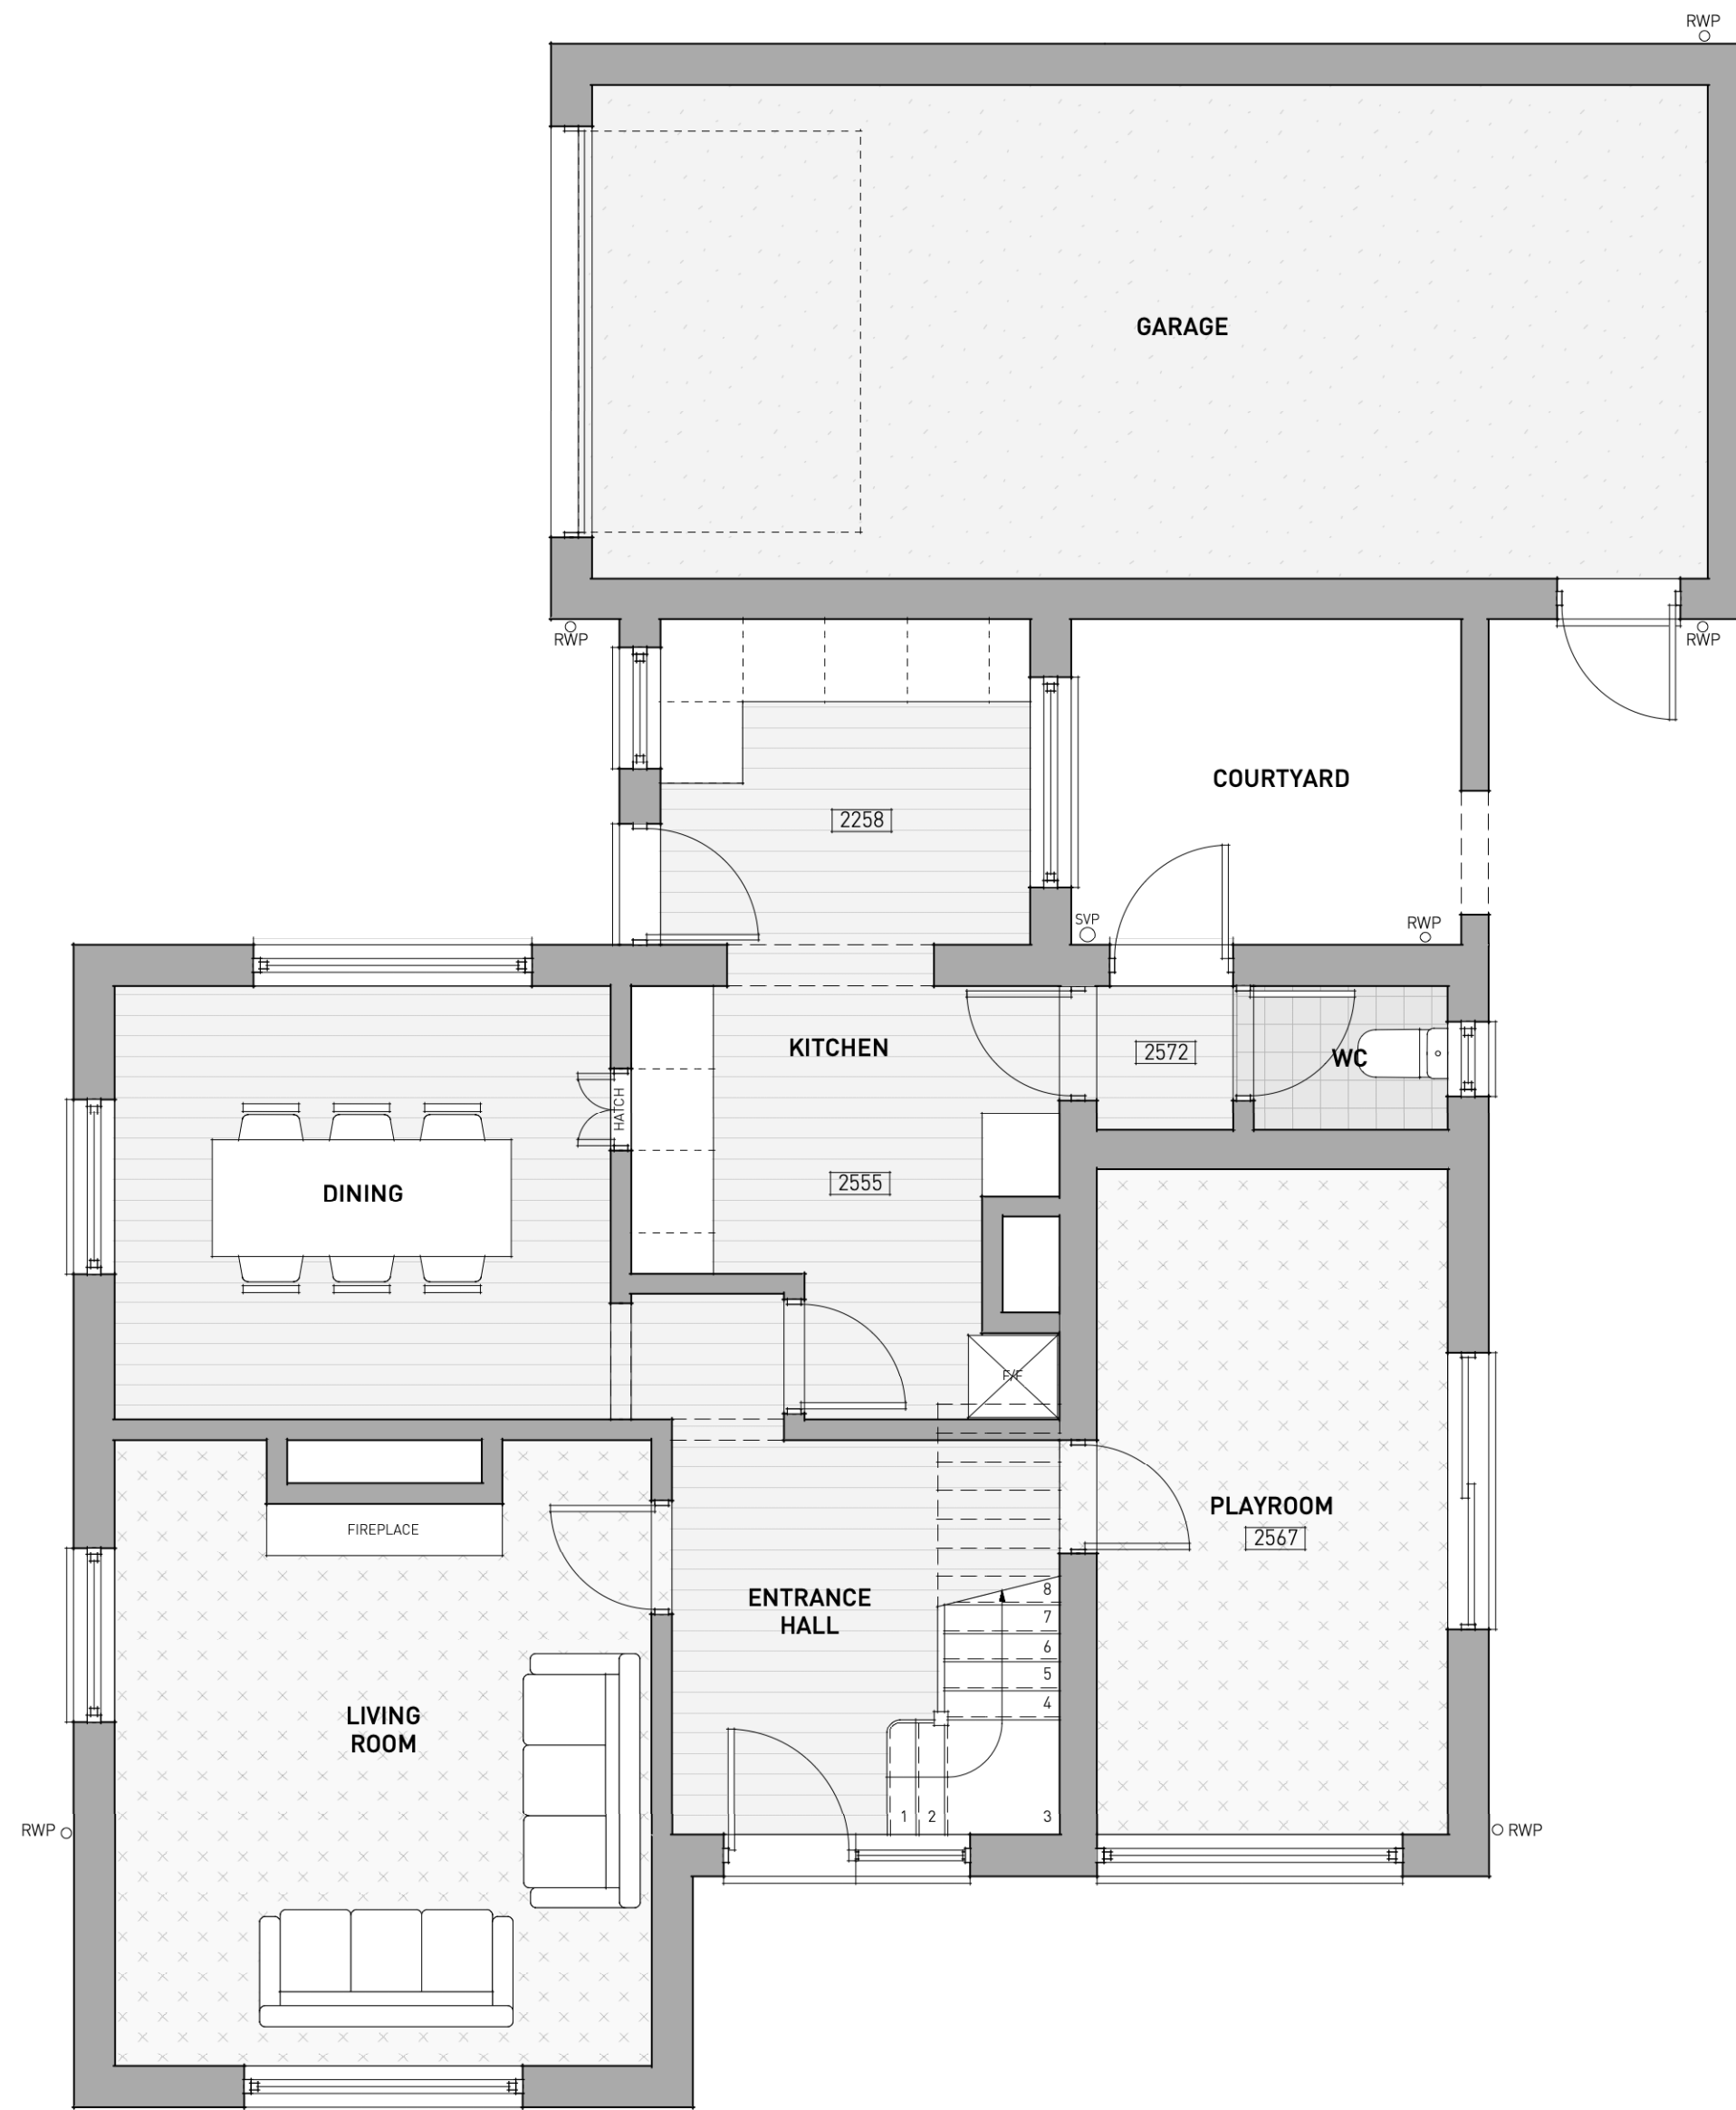 RWP
GARAGE
RWP
RWP
COURTYARD
2258
SVP
RWP
KITCHEN
2572
WC
HATCH
DINING
2555
F/F
PLAYROOM
2567
FIREPLACE
ENTRANCE
HALL
8
7
6
5
4
LIVING
ROOM
1
2
3
RWP
RWP